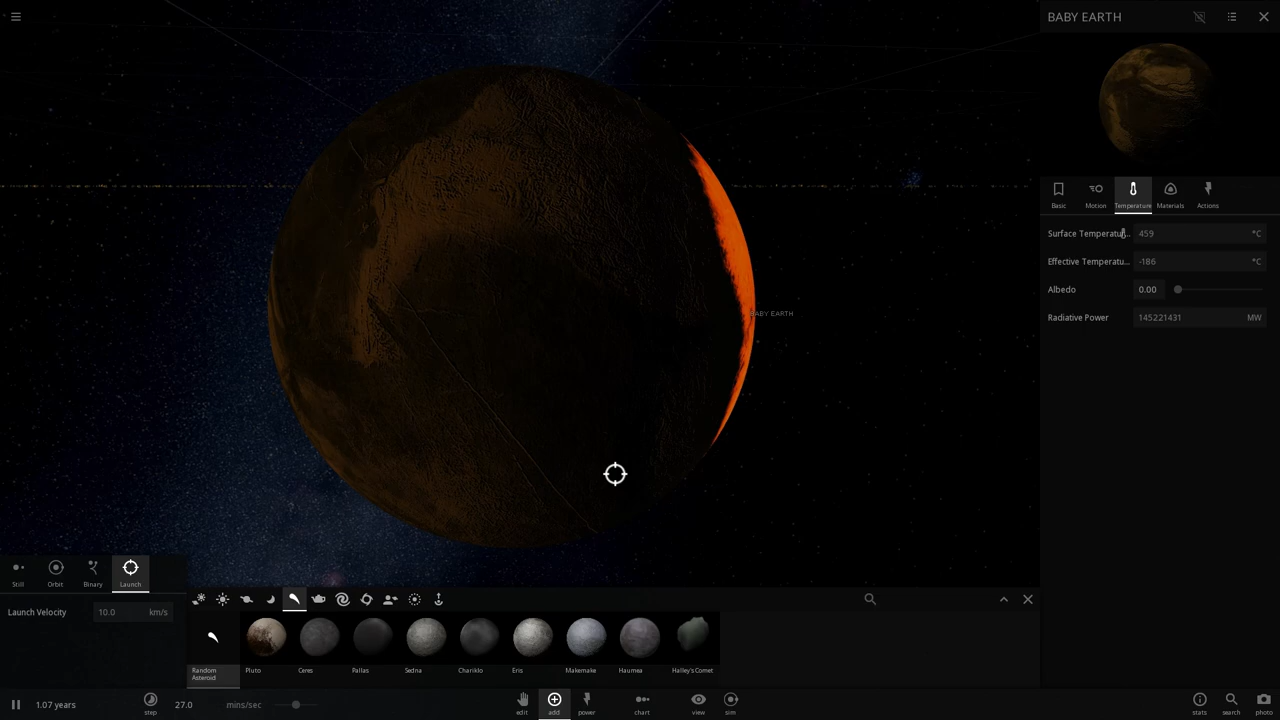 BABY EARTH
Basic Motion Temperature Materials Actions
Surface Temperatu... 459 °C
Effective Temperatu... -186 °C
Albedo 0.00
BABY EARTH
Radiative Power 145221431 MW
Still Orbit Binary Launch
Launch Velocity 10.0 km/s
Random Asteroid Pluto Ceres Pallas Sedna Chariklo Eris Makemake Haumea Halley's Comet
1.07 years step 27.0 mins/sec edit add power chart view sim stats search photo